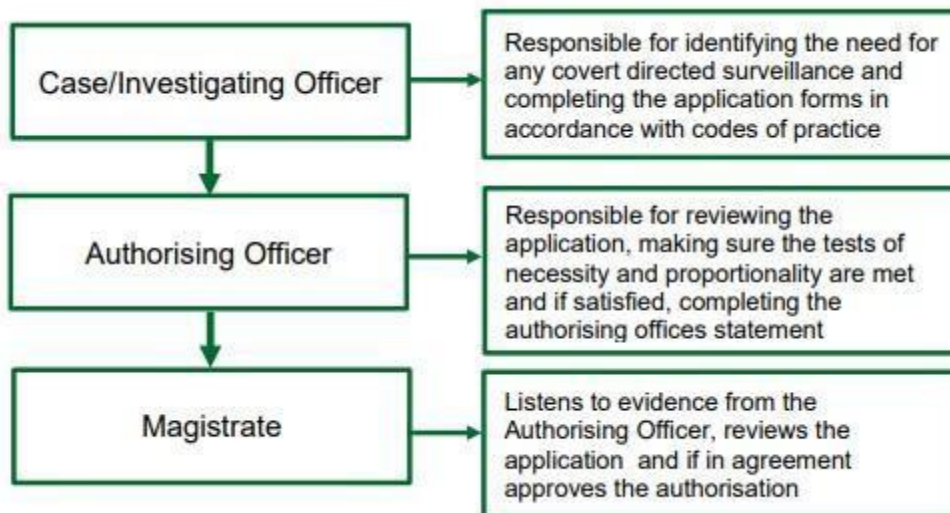 Case/Investigating Officer
Responsible for identifying the need for
any covert directed surveillance and
completing the application forms in
accordance with codes of practice
Authorising Officer
Responsible for reviewing the
application, making sure the tests of
necessity and proportionality are met
and if satisfied, completing the
authorising offices statement
Magistrate
Listens to evidence from the
Authorising Officer, reviews the
application and if in agreement
approves the authorisation